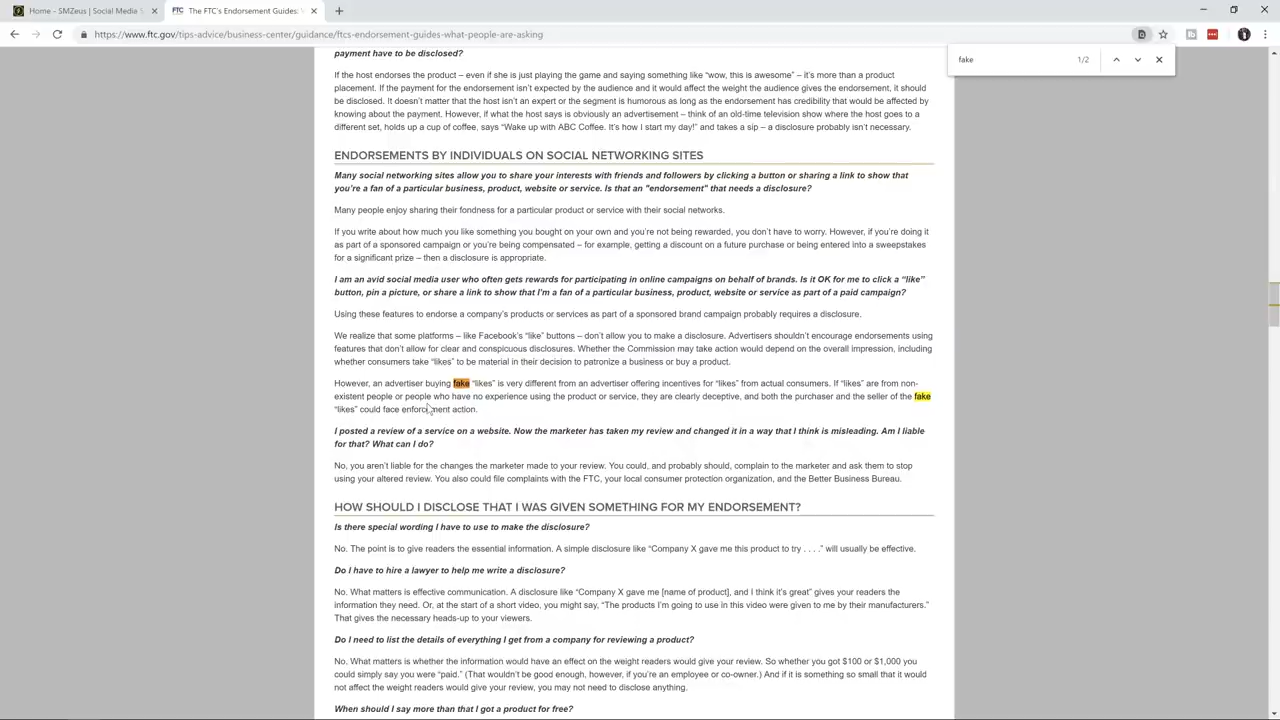 Home - SMZeus | Social Media S
The FTC's Endorsement Guides: W
https://www.ftc.gov/tips-advice/business-center/guidance/ftcs-endorsement-guides-what-people-are-asking
fake 1/2
payment have to be disclosed?
If the host endorses the product – even if she is just playing the game and saying something like "wow, this is awesome" – it's more than a product
placement. If the payment for the endorsement isn't expected by the audience and it would affect the weight the audience gives the endorsement, it should
be disclosed. It doesn't matter that the host isn't an expert or the segment is humorous as long as the endorsement has credibility that would be affected by
knowing about the payment. However, if what the host says is obviously an advertisement – think of an old-time television show where the host goes to a
different set, holds up a cup of coffee, says "Wake up with ABC Coffee. It's how I start my day!" and takes a sip – a disclosure probably isn't necessary.
ENDORSEMENTS BY INDIVIDUALS ON SOCIAL NETWORKING SITES
Many social networking sites allow you to share your interests with friends and followers by clicking a button or sharing a link to show that
you're a fan of a particular business, product, website or service. Is that an "endorsement" that needs a disclosure?
Many people enjoy sharing their fondness for a particular product or service with their social networks.
If you write about how much you like something you bought on your own and you're not being rewarded, you don't have to worry. However, if you're doing it
as part of a sponsored campaign or you're being compensated – for example, getting a discount on a future purchase or being entered into a sweepstakes
for a significant prize – then a disclosure is appropriate.
I am an avid social media user who often gets rewards for participating in online campaigns on behalf of brands. Is it OK for me to click a "like"
button, pin a picture, or share a link to show that I'm a fan of a particular business, product, website or service as part of a paid campaign?
Using these features to endorse a company's products or services as part of a sponsored brand campaign probably requires a disclosure.
We realize that some platforms – like Facebook's "like" buttons – don't allow you to make a disclosure. Advertisers shouldn't encourage endorsements using
features that don't allow for clear and conspicuous disclosures. Whether the Commission may take action would depend on the overall impression, including
whether consumers take "likes" to be material in their decision to patronize a business or buy a product.
However, an advertiser buying fake "likes" is very different from an advertiser offering incentives for "likes" from actual consumers. If "likes" are from non-
existent people or people who have no experience using the product or service, they are clearly deceptive, and both the purchaser and the seller of the fake
"likes" could face enforcement action.
I posted a review of a service on a website. Now the marketer has taken my review and changed it in a way that I think is misleading. Am I liable
for that? What can I do?
No, you aren't liable for the changes the marketer made to your review. You could, and probably should, complain to the marketer and ask them to stop
using your altered review. You also could file complaints with the FTC, your local consumer protection organization, and the Better Business Bureau.
HOW SHOULD I DISCLOSE THAT I WAS GIVEN SOMETHING FOR MY ENDORSEMENT?
Is there special wording I have to use to make the disclosure?
No. The point is to give readers the essential information. A simple disclosure like "Company X gave me this product to try . . . ." will usually be effective.
Do I have to hire a lawyer to help me write a disclosure?
No. What matters is effective communication. A disclosure like "Company X gave me [name of product], and I think it's great" gives your readers the
information they need. Or, at the start of a short video, you might say, "The products I'm going to use in this video were given to me by their manufacturers."
That gives the necessary heads-up to your viewers.
Do I need to list the details of everything I get from a company for reviewing a product?
No. What matters is whether the information would have an effect on the weight readers would give your review. So whether you got $100 or $1,000 you
could simply say you were "paid." (That wouldn't be good enough, however, if you're an employee or co-owner.) And if it is something so small that it would
not affect the weight readers would give your review, you may not need to disclose anything.
When should I say more than that I got a product for free?